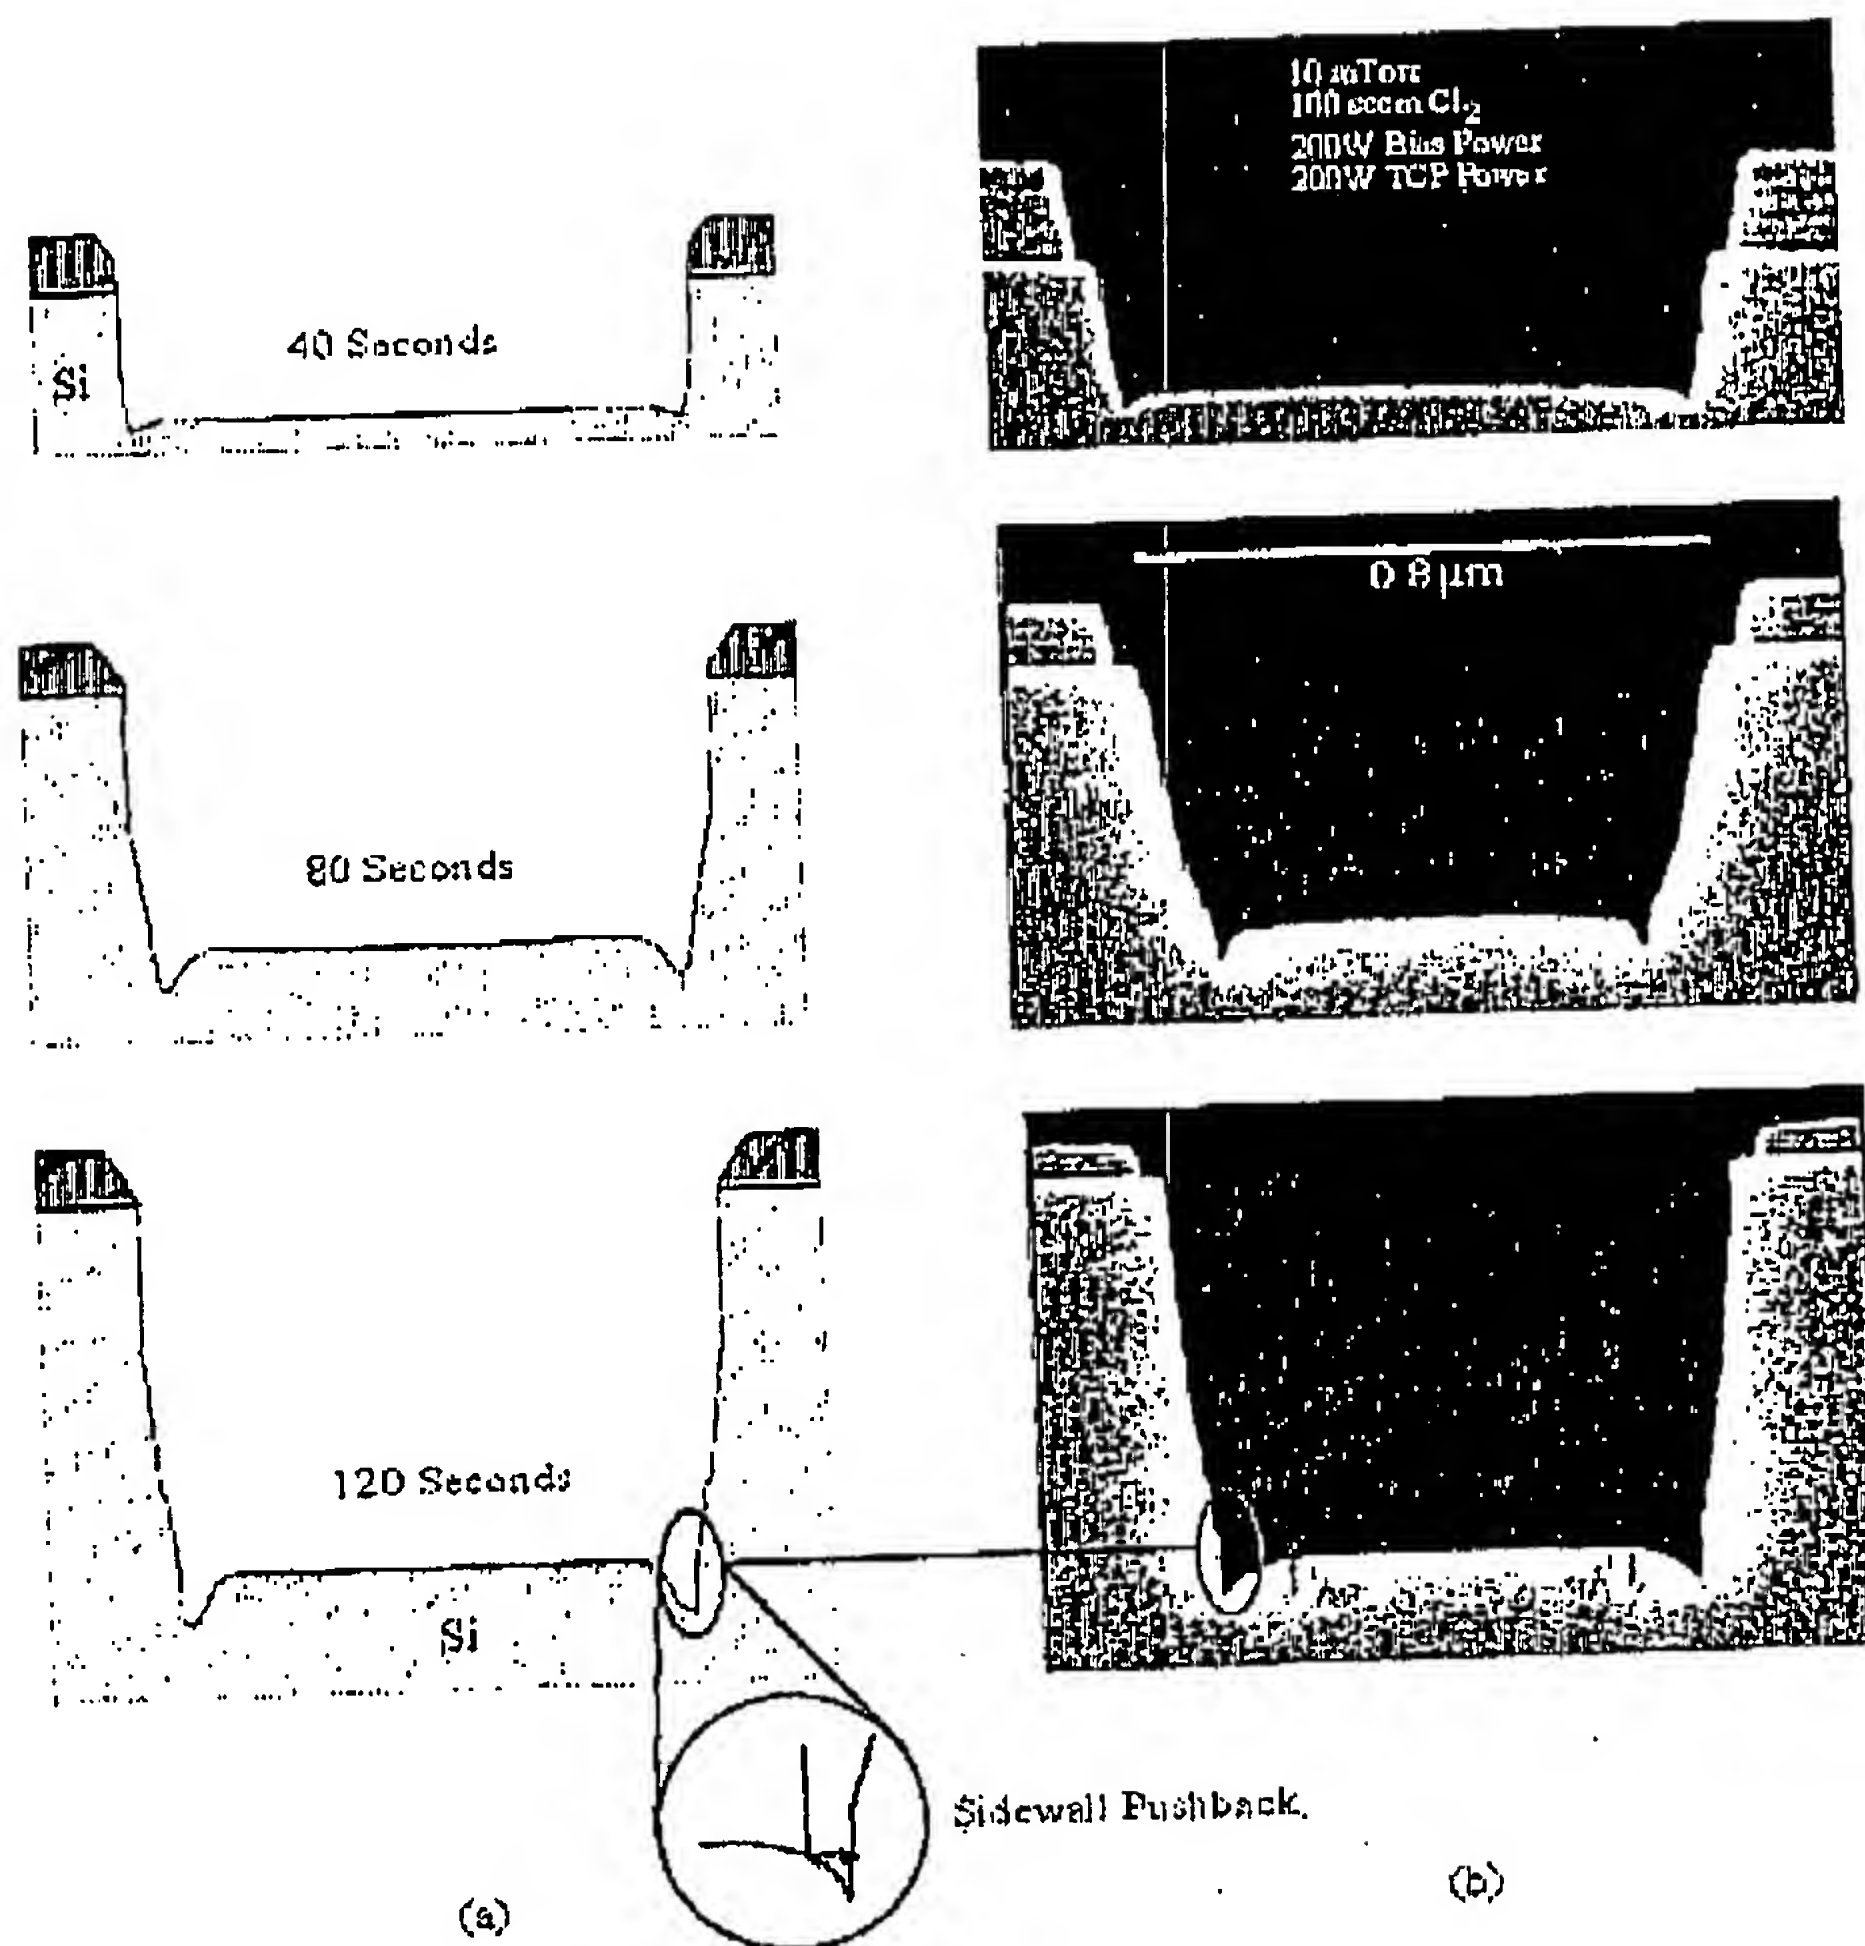 10 mTorr
100 sccm Cl2
200W Bias Power
200W TCP Power
40 Seconds
Si
0.8 µm
80 Seconds
120 Seconds
Si
Sidewall Pushback.
(a)
(b)